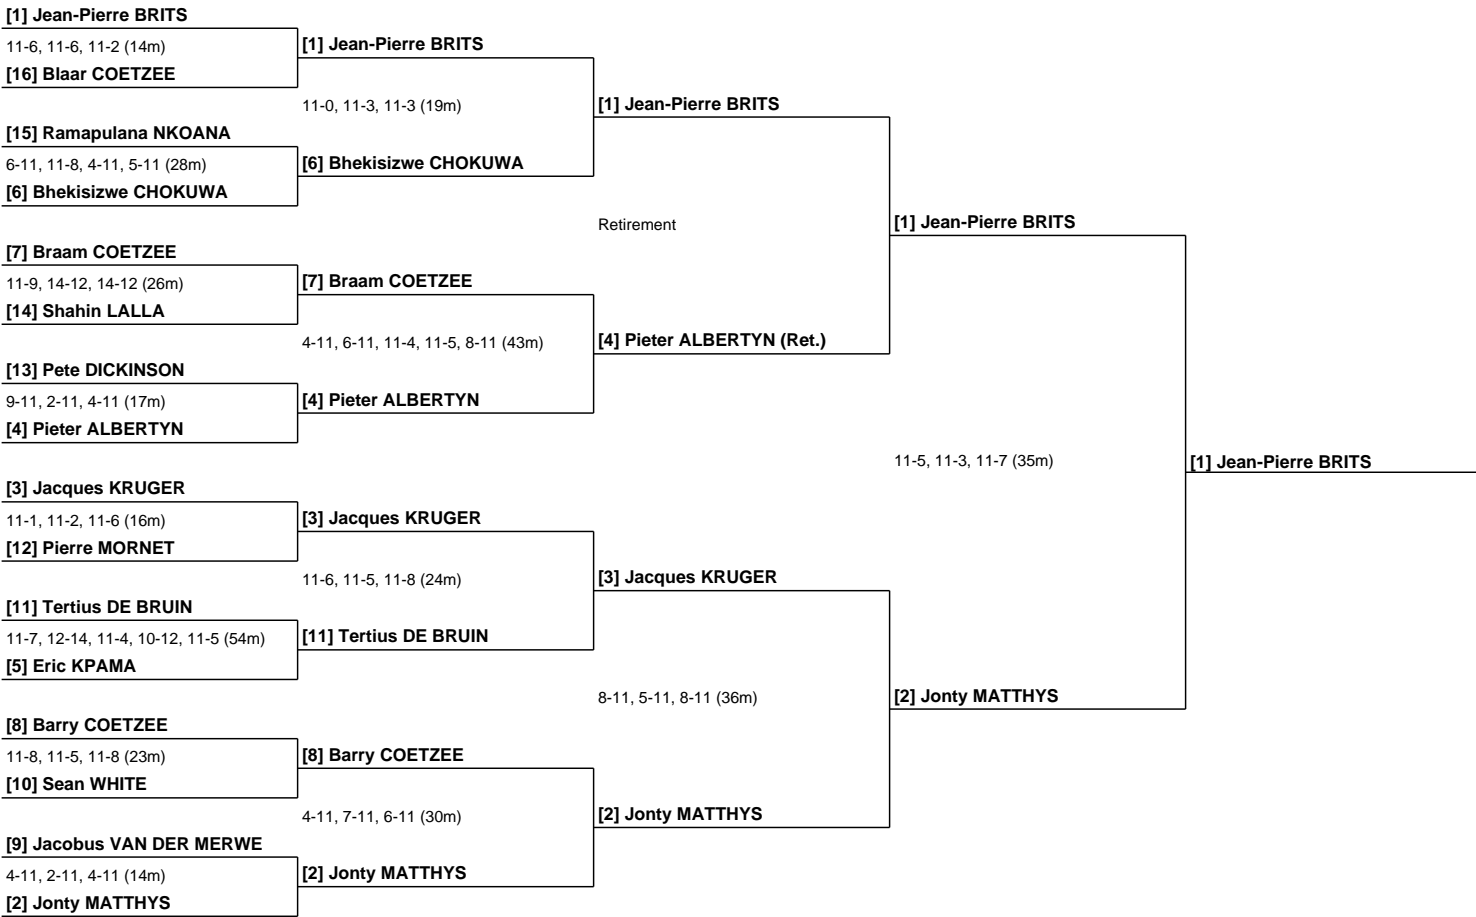 [1] Jean-Pierre BRITS
11-6, 11-6, 11-2 (14m)
[16] Blaar COETZEE
[15] Ramapulana NKOANA
6-11, 11-8, 4-11, 5-11 (28m)
[6] Bhekisizwe CHOKUWA
[7] Braam COETZEE
11-9, 14-12, 14-12 (26m)
[14] Shahin LALLA
[13] Pete DICKINSON
9-11, 2-11, 4-11 (17m)
[4] Pieter ALBERTYN
[3] Jacques KRUGER
11-1, 11-2, 11-6 (16m)
[12] Pierre MORNET
[11] Tertius DE BRUIN
11-7, 12-14, 11-4, 10-12, 11-5 (54m)
[5] Eric KPAMA
[8] Barry COETZEE
11-8, 11-5, 11-8 (23m)
[10] Sean WHITE
[9] Jacobus VAN DER MERWE
4-11, 2-11, 4-11 (14m)
[2] Jonty MATTHYS
[1] Jean-Pierre BRITS
11-0, 11-3, 11-3 (19m)
[6] Bhekisizwe CHOKUWA
[7] Braam COETZEE
4-11, 6-11, 11-4, 11-5, 8-11 (43m)
[4] Pieter ALBERTYN
[3] Jacques KRUGER
11-6, 11-5, 11-8 (24m)
[11] Tertius DE BRUIN
[8] Barry COETZEE
4-11, 7-11, 6-11 (30m)
[2] Jonty MATTHYS
[1] Jean-Pierre BRITS
Retirement
[4] Pieter ALBERTYN (Ret.)
[3] Jacques KRUGER
8-11, 5-11, 8-11 (36m)
[2] Jonty MATTHYS
[1] Jean-Pierre BRITS
11-5, 11-3, 11-7 (35m)
[2] Jonty MATTHYS
[1] Jean-Pierre BRITS